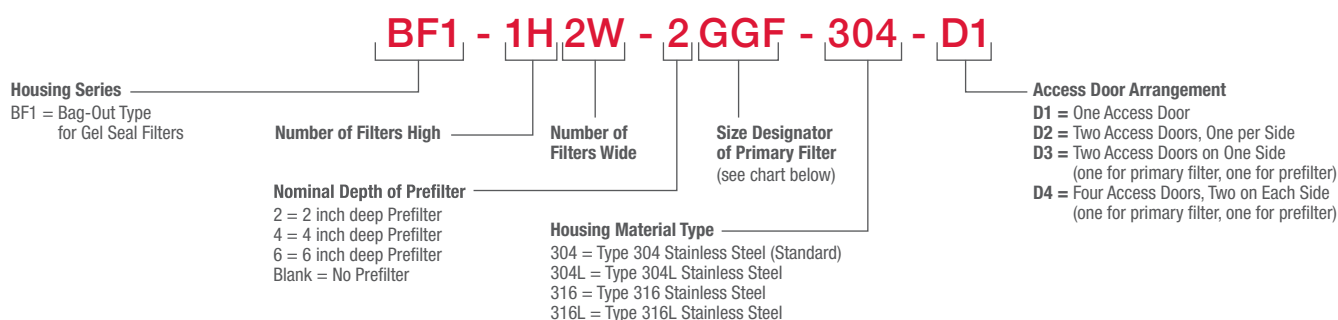 BF1 - 1H 2W - 2 GGF - 304 - D1
Housing Series
BF1 = Bag-Out Type
for Gel Seal Filters
Number of Filters High
Nominal Depth of Prefilter
2 = 2 inch deep Prefilter
4 = 4 inch deep Prefilter
6 = 6 inch deep Prefilter
Blank = No Prefilter
Number of
Filters Wide
Housing Material Type
304 = Type 304 Stainless Steel (Standard)
304L = Type 304L Stainless Steel
316 = Type 316 Stainless Steel
316L = Type 316L Stainless Steel
Size Designator
of Primary Filter
(see chart below)
Access Door Arrangement
D1 = One Access Door
D2 = Two Access Doors, One per Side
D3 = Two Access Doors on One Side
(one for primary filter, one for prefilter)
D4 = Four Access Doors, Two on Each Side
(one for primary filter, one for prefilter)